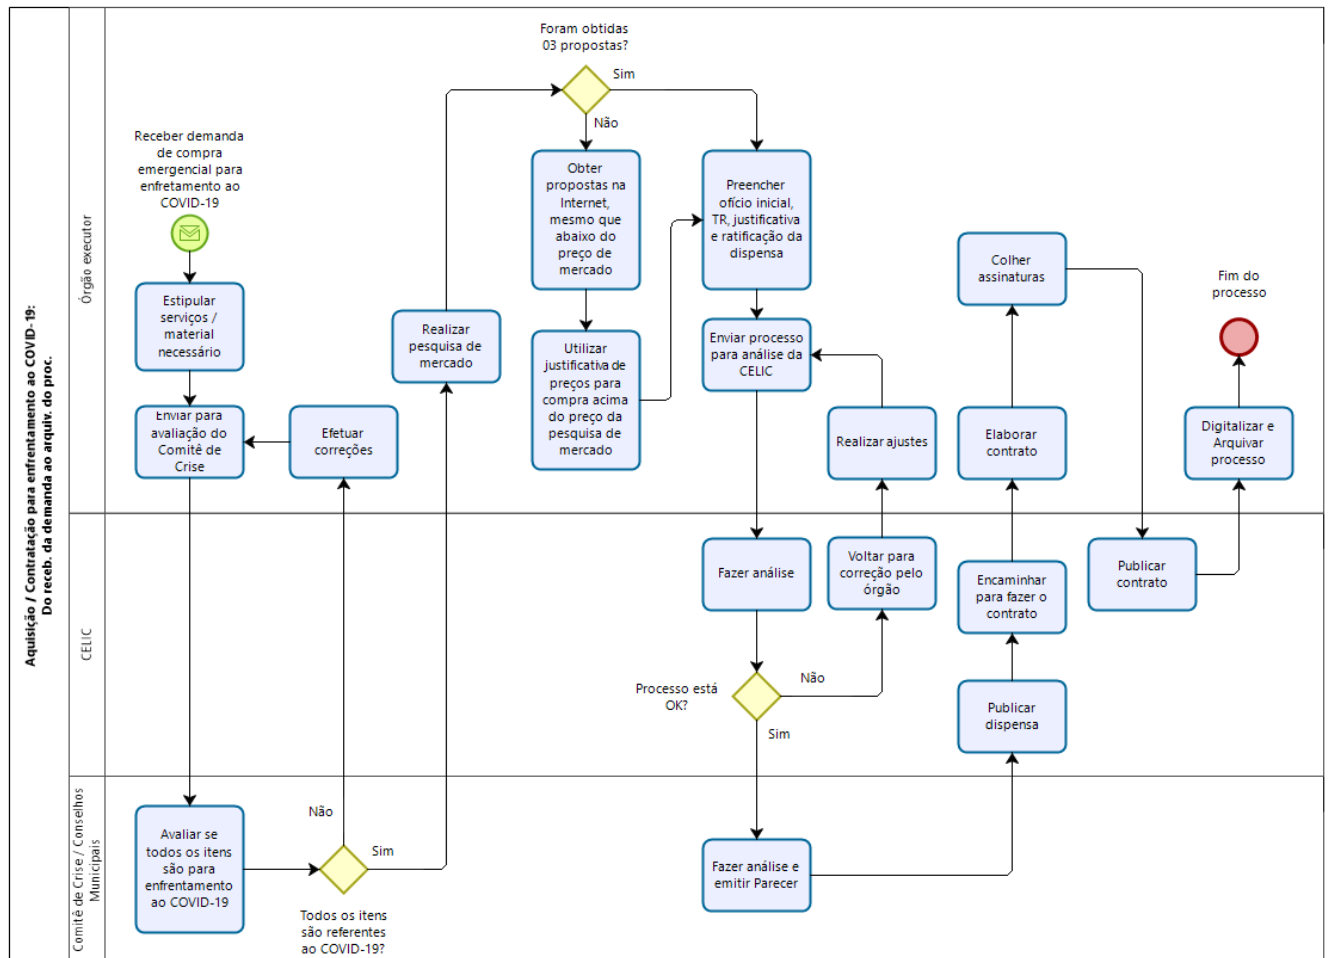 Aquisição / Contratação para enfrentamento ao COVID-19:
Do receb. da demanda ao arquiv. do proc.
Órgão executor
Receber demanda
de compra
emergencial para
enfretamento ao
COVID-19
Estipular
serviços /
material
necessário
Enviar para
avaliação do
Comitê de
Crise
Efetuar
correções
Realizar
pesquisa de
mercado
Foram obtidas
03 propostas?
Sim
Não
Obter
propostas na
Internet,
mesmo que
abaixo do
preço de
mercado
Utilizar
justificativa de
preços para
compra acima
do preço da
pesquisa de
mercado
Preencher
ofício inicial,
TR, justificativa
e ratificação da
dispensa
Enviar processo
para análise da
CELIC
Realizar ajustes
Colher
assinaturas
Elaborar
contrato
Fim do
processo
Digitalizar e
Arquivar
processo
CELIC
Fazer análise
Voltar para
correção pelo
órgão
Processo está
OK?
Não
Sim
Encaminhar
para fazer o
contrato
Publicar
dispensa
Publicar
contrato
Comitê de Crise / Conselhos
Municipais
Avaliar se
todos os itens
são para
enfrentamento
ao COVID-19
Não
Sim
Todos os itens
são referentes
ao COVID-19?
Fazer análise e
emitir Parecer